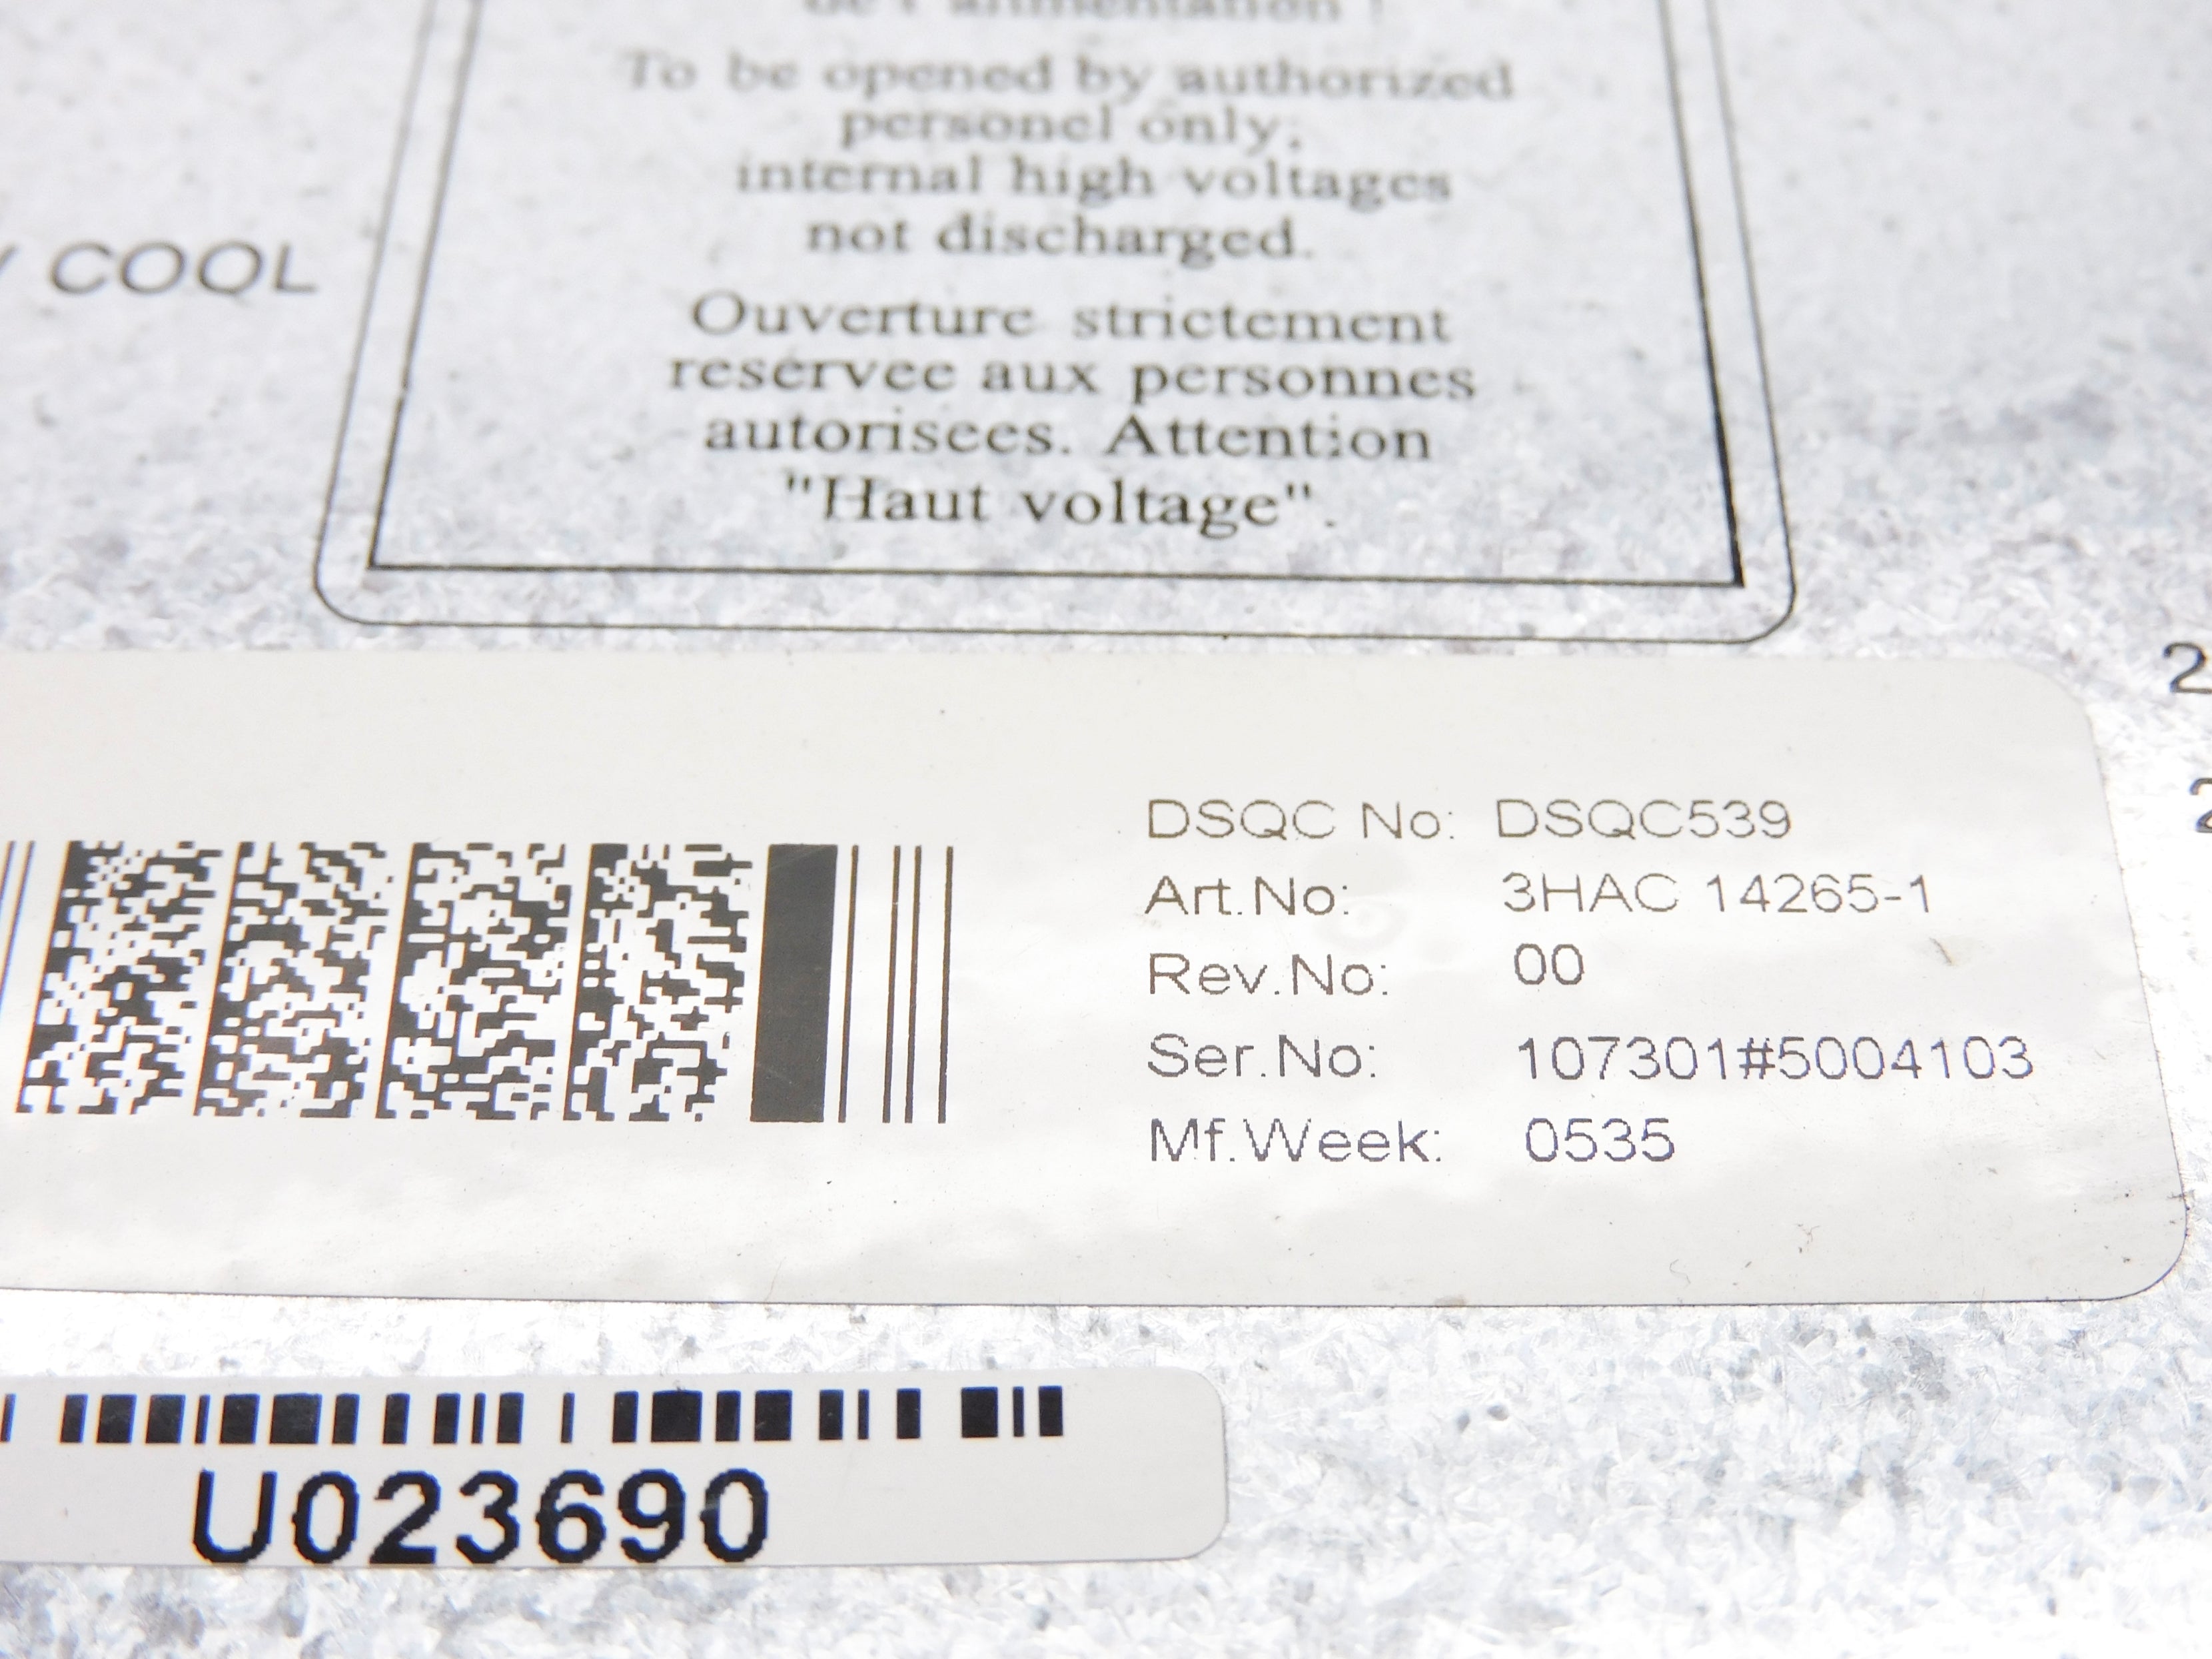 de l'alimentation !
To be opened by authorized
personel only;
internal high voltages
not discharged.
COOL
Ouverture strictement
reservee aux personnes
autorisees. Attention
"Haut voltage".
DSQC No: DSQC539
Art.No: 3HAC 14265-1
Rev.No: 00
Ser.No: 107301#5004103
Mf.Week: 0535
U023690